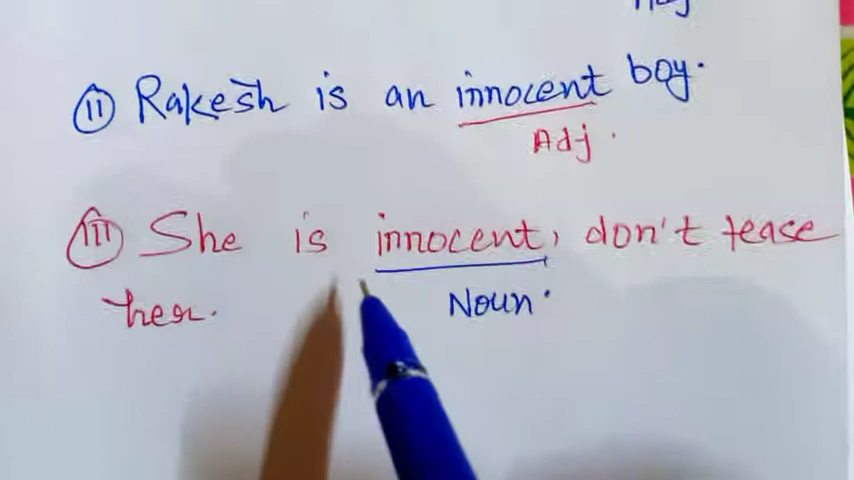 (ii) Rakesh is an innocent boy.
Adj.
(iii) She is innocent, don't tease
her.
Noun.